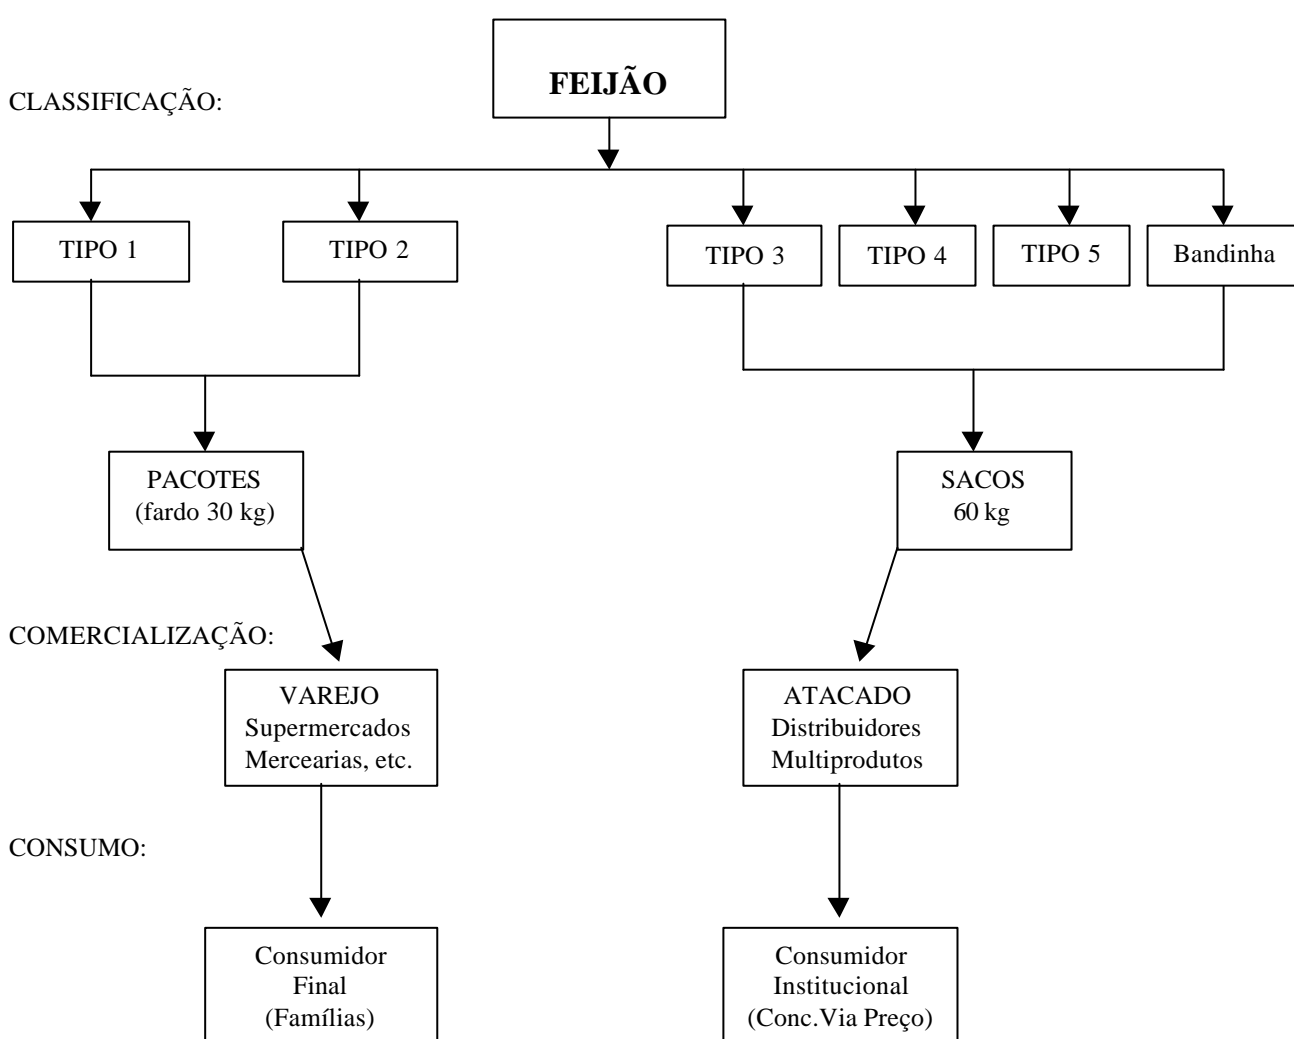 FEIJÃO
CLASSIFICAÇÃO:
TIPO 1
TIPO 2
TIPO 3
TIPO 4
TIPO 5
Bandinha
PACOTES
(fardo 30 kg)
SACOS
60 kg
COMERCIALIZAÇÃO:
VAREJO
Supermercados
Mercearias, etc.
ATACADO
Distribuidores
Multiprodutos
CONSUMO:
Consumidor
Final
(Famílias)
Consumidor
Institucional
(Conc.Via Preço)